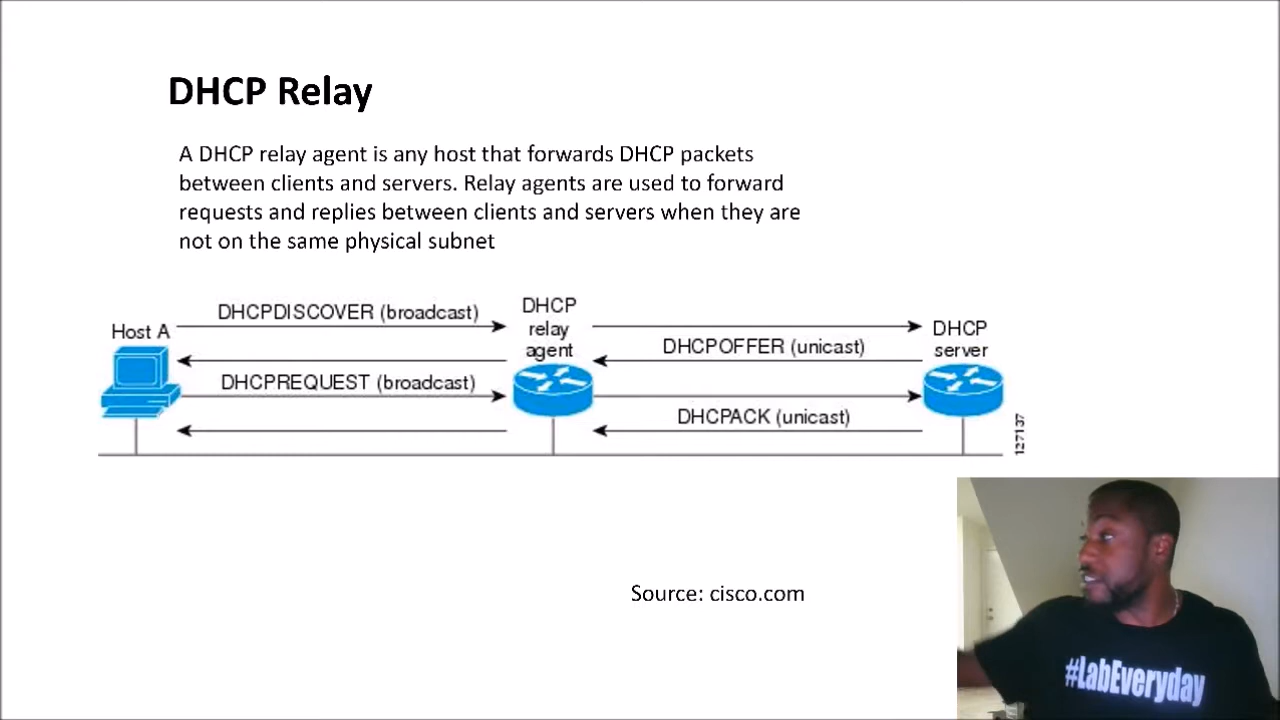 DHCP Relay
A DHCP relay agent is any host that forwards DHCP packets
between clients and servers. Relay agents are used to forward
requests and replies between clients and servers when they are
not on the same physical subnet
Host A
DHCPDISCOVER (broadcast)
DHCPREQUEST (broadcast)
DHCP
relay
agent
DHCPOFFER (unicast)
DHCPACK (unicast)
DHCP
server
127137
Source: cisco.com
#LabEveryday